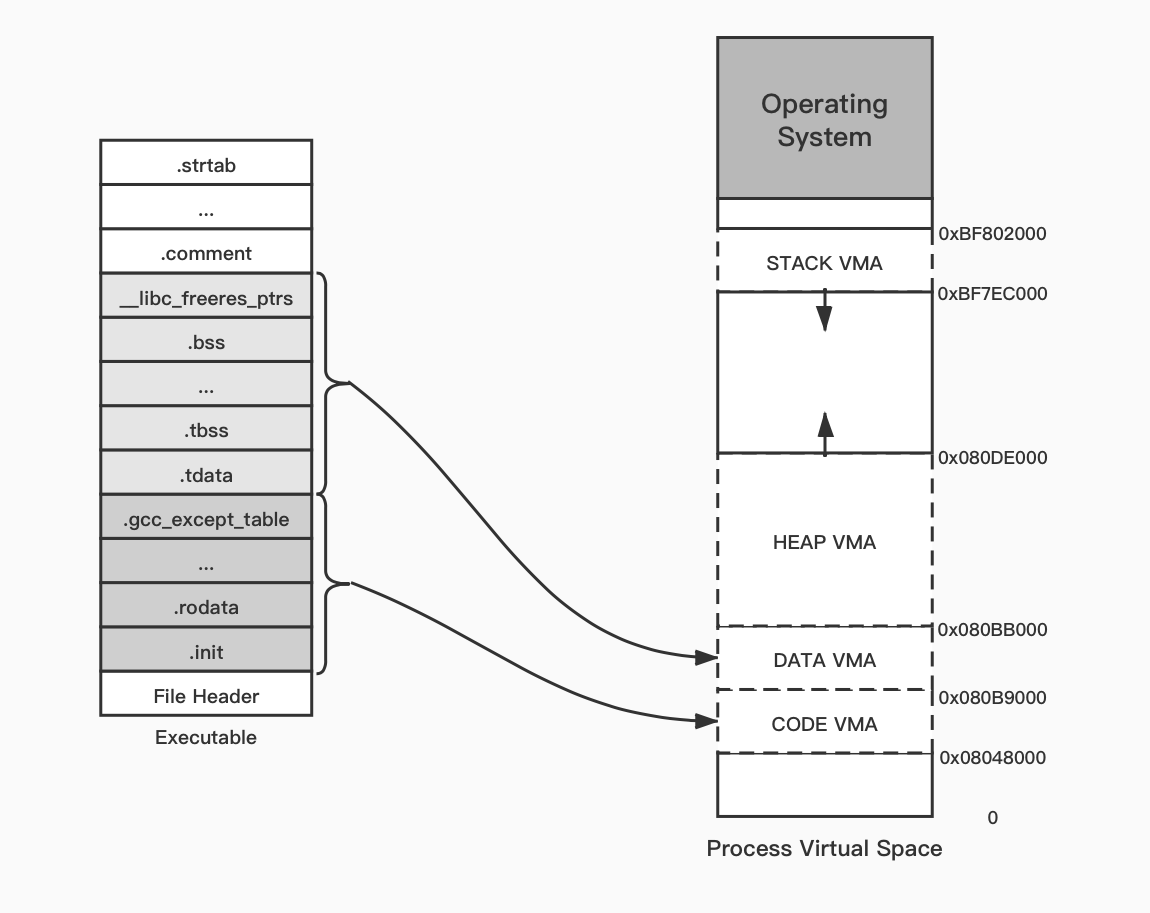 .strtab
...
.comment
__libc_freeres_ptrs
.bss
...
.tbss
.tdata
.gcc_except_table
...
.rodata
.init
File Header
Executable
Operating
System
0xBF802000
STACK VMA
0xBF7EC000
0x080DE000
HEAP VMA
0x080BB000
DATA VMA
0x080B9000
CODE VMA
0x08048000
0
Process Virtual Space